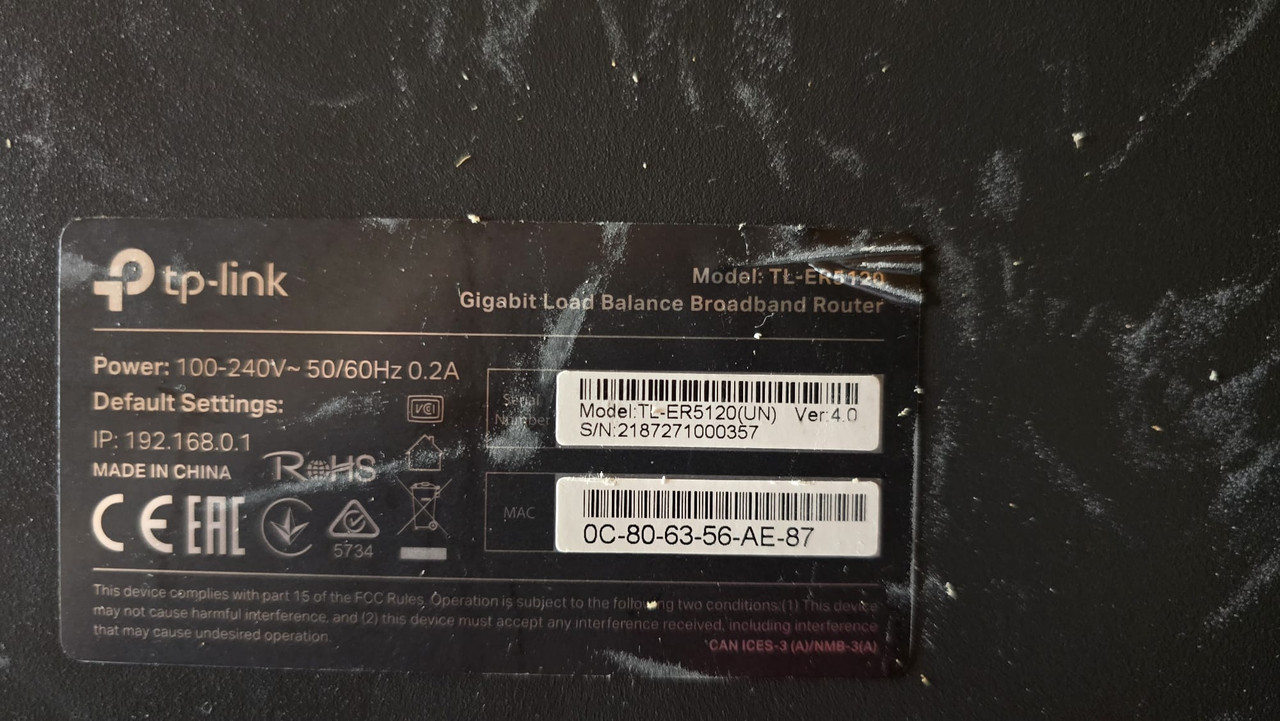 tp-link
Model: TL-ER5120
Gigabit Load Balance Broadband Router
Power: 100-240V~ 50/60Hz 0.2A
Default Settings:
IP: 192.168.0.1
MADE IN CHINA
RoHS
VCCI
CE EAC
5734
Serial
Number
Model:TL-ER5120(UN) Ver:4.0
S/N:2187271000357
MAC
0C-80-63-56-AE-87
This device complies with part 15 of the FCC Rules. Operation is subject to the following two conditions:(1) This device
may not cause harmful interference, and (2) this device must accept any interference received, including interference
that may cause undesired operation.
CAN ICES-3 (A)/NMB-3(A)